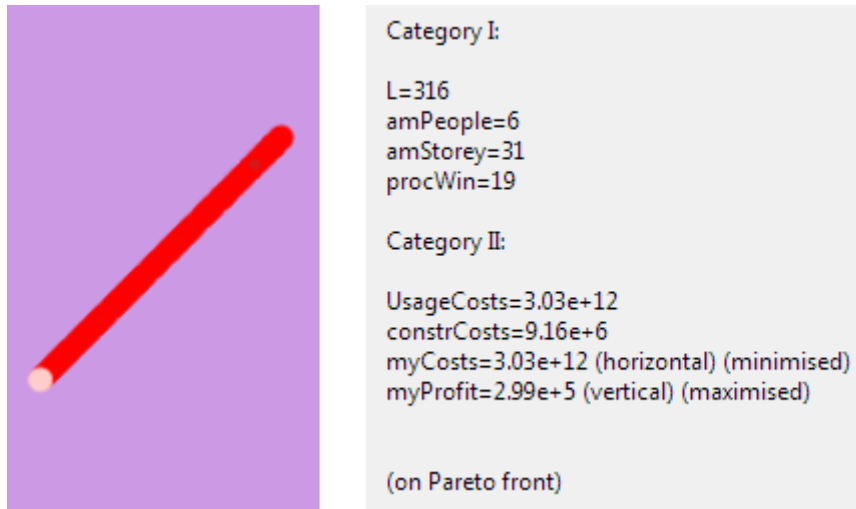 Category I:
L=316
amPeople=6
amStorey=31
procWin=19
Category II:
UsageCosts=3.03e+12
constrCosts=9.16e+6
myCosts=3.03e+12 (horizontal) (minimised)
myProfit=2.99e+5 (vertical) (maximised)
(on Pareto front)